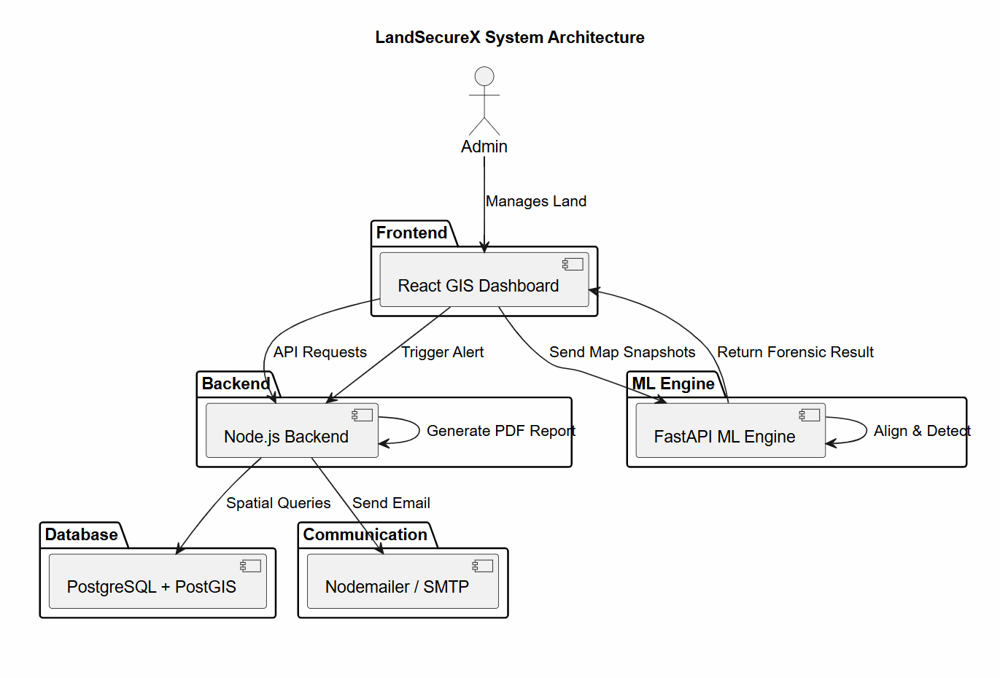 LandSecureX System Architecture
Admin
Manages Land
Frontend
React GIS Dashboard
API Requests
Trigger Alert
Send Map Snapshots
Return Forensic Result
Backend
ML Engine
Node.js Backend
Generate PDF Report
FastAPI ML Engine
Align & Detect
Spatial Queries
Send Email
Database
Communication
PostgreSQL + PostGIS
Nodemailer / SMTP